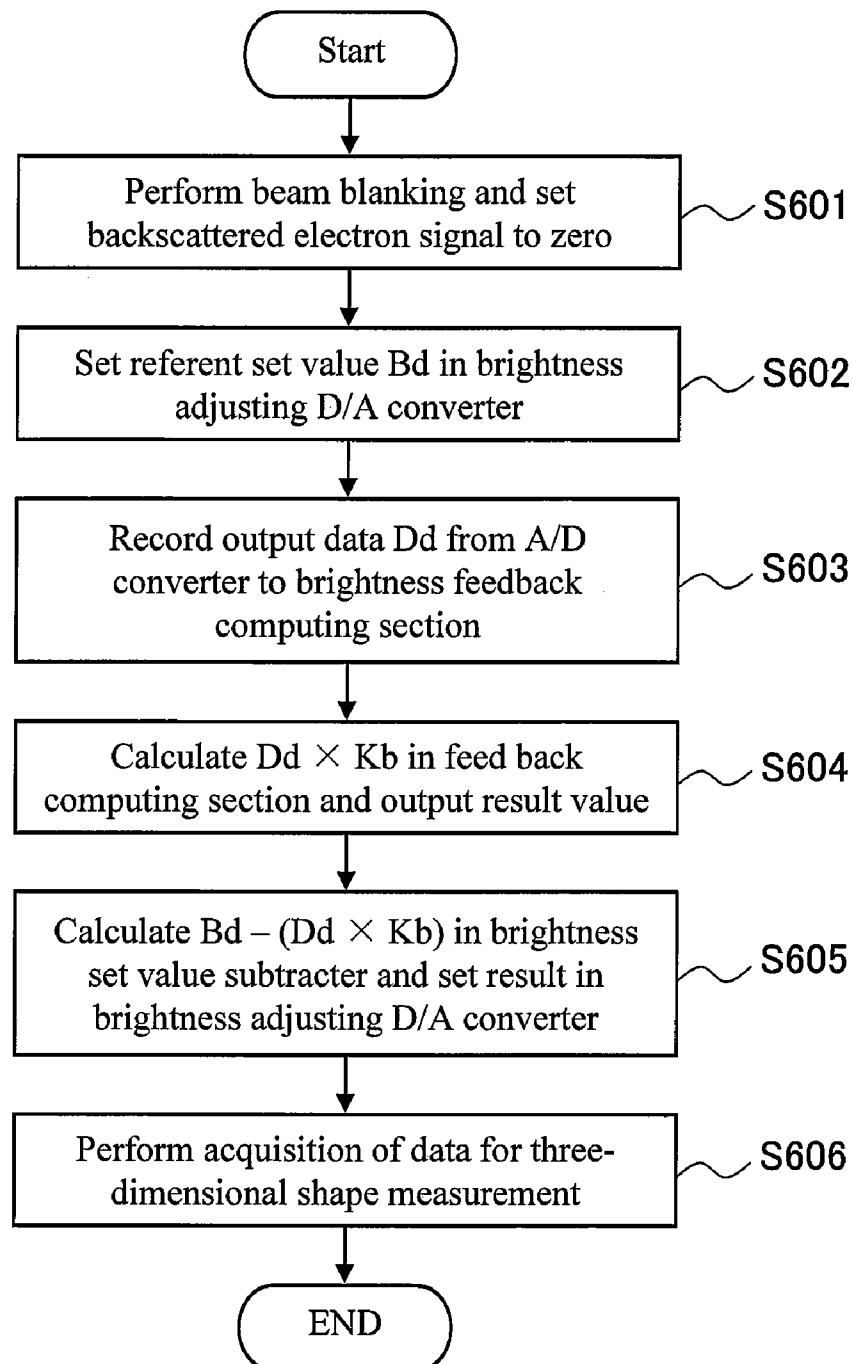 Start
Perform beam blanking and set
backscattered electron signal to zero
S601
Set referent set value Bd in brightness
adjusting D/A converter
S602
Record output data Dd from A/D
converter to brightness feedback
computing section
S603
Calculate Dd × Kb in feed back
computing section and output result value
S604
Calculate Bd – (Dd × Kb) in brightness
set value subtracter and set result in
brightness adjusting D/A converter
S605
Perform acquisition of data for three-
dimensional shape measurement
S606
END